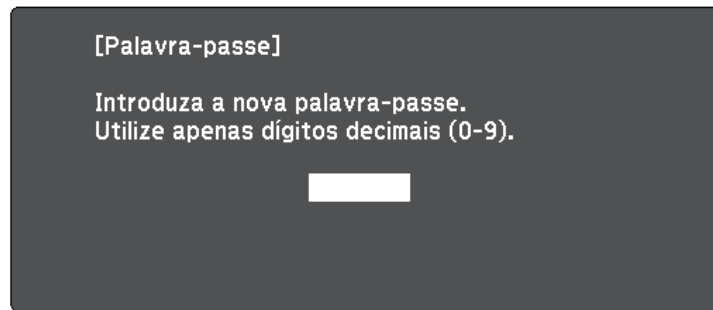 [Palavra-passe]
Introduza a nova palavra-passe.
Utilize apenas dígitos decimais (0-9).